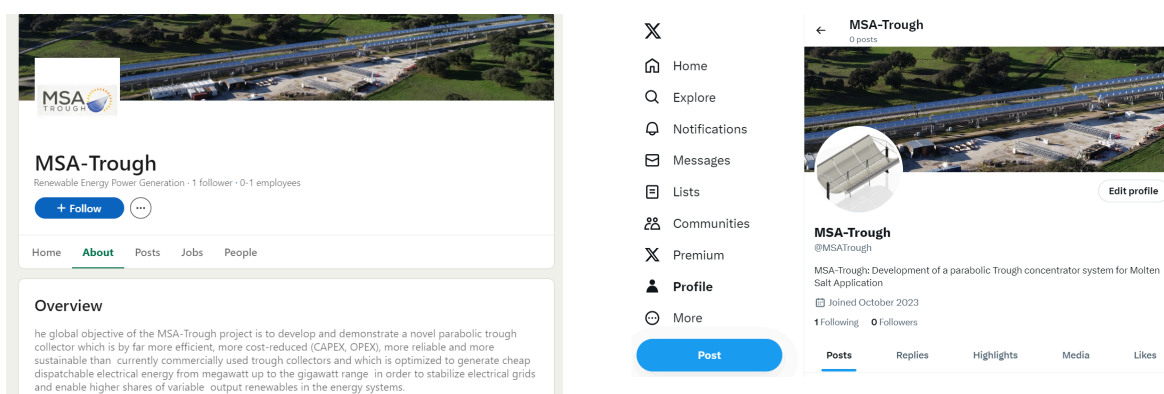 MSA
TROUGH
MSA-Trough
Renewable Energy Power Generation · 1 follower · 0-1 employees
+ Follow
Home About Posts Jobs People
Overview
he global objective of the MSA-Trough project is to develop and demonstrate a novel parabolic trough
collector which is by far more efficient, more cost-reduced (CAPEX, OPEX), more reliable and more
sustainable than currently commercially used trough collectors and which is optimized to generate cheap
dispatchable electrical energy from megawatt up to the gigawatt range in order to stabilize electrical grids
and enable higher shares of variable output renewables in the energy systems.
X
Home
Explore
Notifications
Messages
Lists
Communities
Premium
Profile
More
Post
MSA-Trough
0 posts
Edit profile
MSA-Trough
@MSATrough
MSA-Trough: Development of a parabolic Trough concentrator system for Molten
Salt Application
Joined October 2023
1 Following 0 Followers
Posts Replies Highlights Media Likes